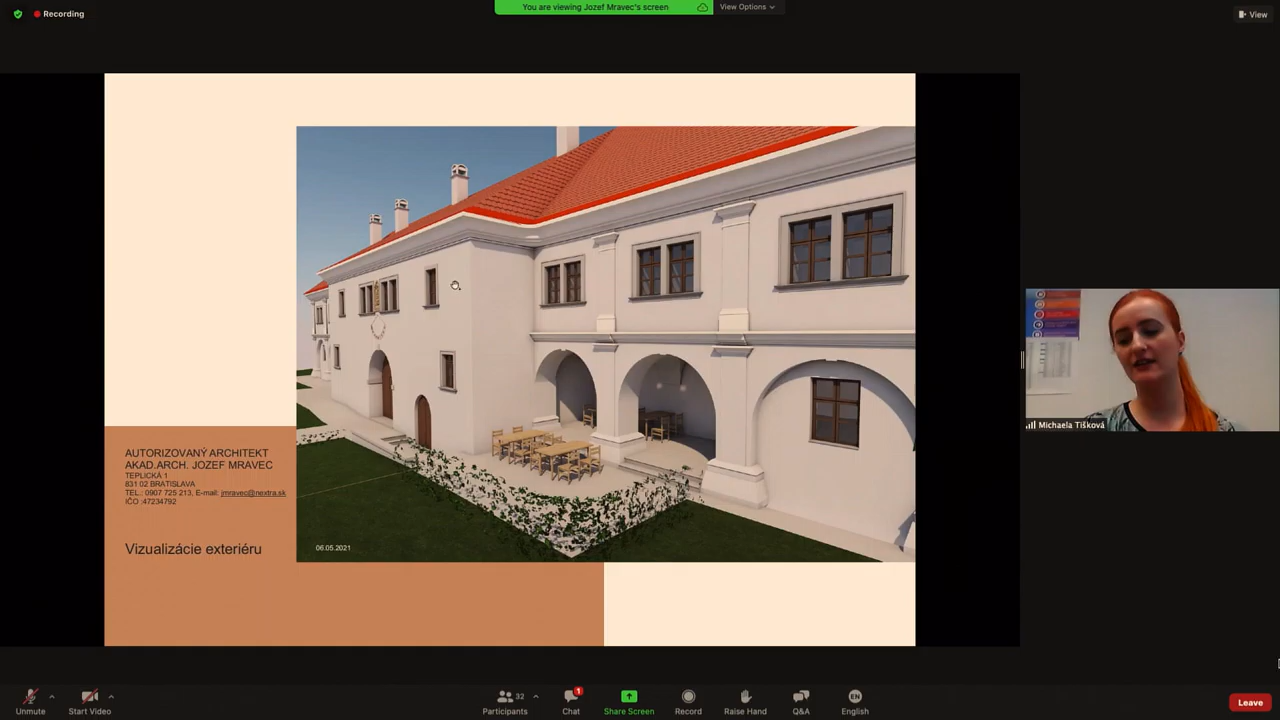 Recording
You are viewing Jozef Mravec's screen
View Options
View
AUTORIZOVANÝ ARCHITEKT
AKAD.ARCH. JOZEF MRAVEC
TEPLICKÁ 1
831 02 BRATISLAVA
TEL.: 0907 725 213, E-mail: jmravec@nextra.sk
IČO :47234792
Vizualizácie exteriéru
06.05.2021
Michaela Tišková
Unmute
Start Video
32
Participants
1
Chat
Share Screen
Record
Raise Hand
Q&A
EN
English
Leave